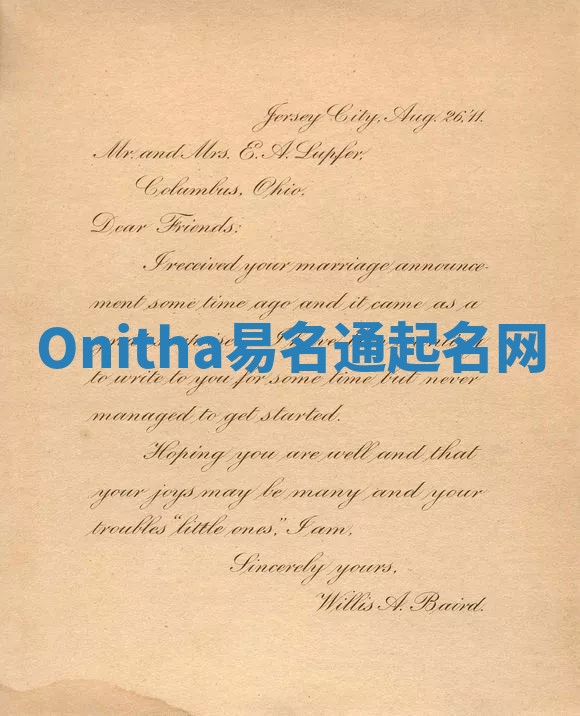 Jersey City, Aug. 26, '11.
Mr. and Mrs. E. A. Lupfer,
Columbus, Ohio.
Dear Friends:
I received your marriage announce-
ment some time ago and it came as a
Onitha易名通起名网
to write to you for some time but never
managed to get started.
Hoping you are well and that
your joys may be many and your
troubles "little ones," I am,
Sincerely yours,
Willis A. Baird.